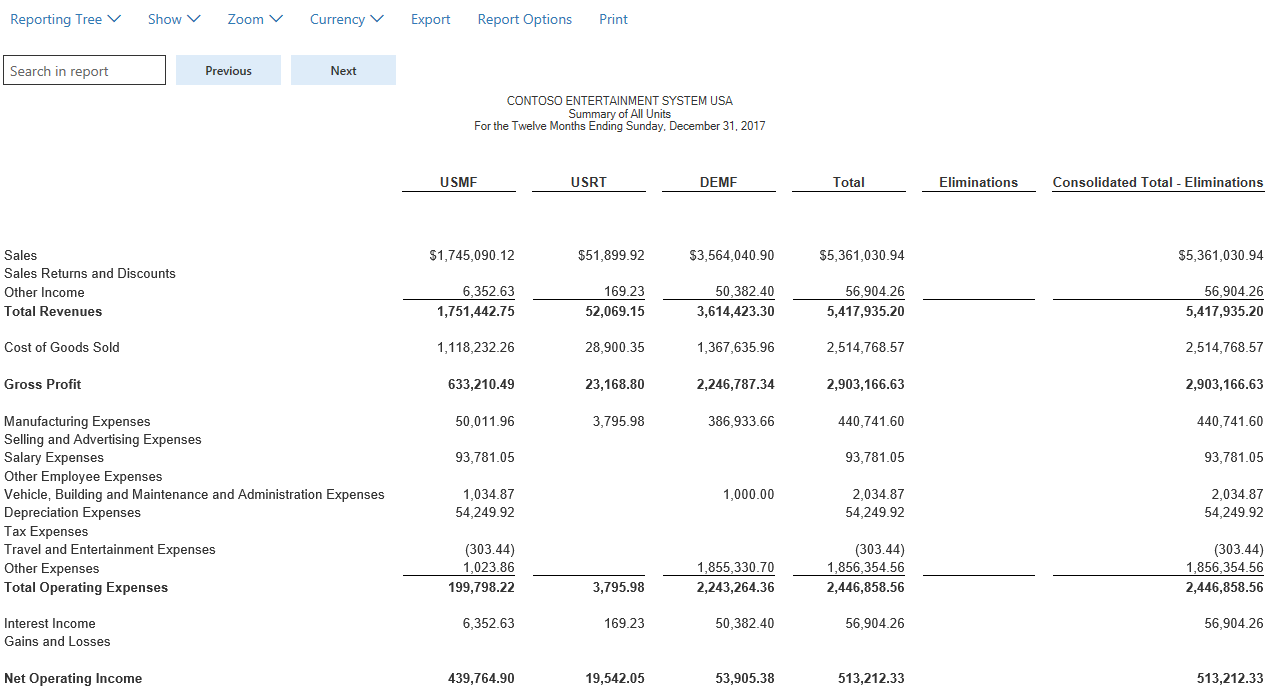 Reporting Tree Show Zoom Currency Export Report Options Print
Search in report Previous Next
CONTOSO ENTERTAINMENT SYSTEM USA
Summary of All Units
For the Twelve Months Ending Sunday, December 31, 2017
USMF USRT DEMF Total Eliminations Consolidated Total - Eliminations
Sales $1,745,090.12 $51,899.92 $3,564,040.90 $5,361,030.94 $5,361,030.94
Sales Returns and Discounts
Other Income 6,352.63 169.23 50,382.40 56,904.26 56,904.26
Total Revenues 1,751,442.75 52,069.15 3,614,423.30 5,417,935.20 5,417,935.20
Cost of Goods Sold 1,118,232.26 28,900.35 1,367,635.96 2,514,768.57 2,514,768.57
Gross Profit 633,210.49 23,168.80 2,246,787.34 2,903,166.63 2,903,166.63
Manufacturing Expenses 50,011.96 3,795.98 386,933.66 440,741.60 440,741.60
Selling and Advertising Expenses
Salary Expenses 93,781.05 93,781.05 93,781.05
Other Employee Expenses
Vehicle, Building and Maintenance and Administration Expenses 1,034.87 1,000.00 2,034.87 2,034.87
Depreciation Expenses 54,249.92 54,249.92 54,249.92
Tax Expenses
Travel and Entertainment Expenses (303.44) (303.44) (303.44)
Other Expenses 1,023.86 1,855,330.70 1,856,354.56 1,856,354.56
Total Operating Expenses 199,798.22 3,795.98 2,243,264.36 2,446,858.56 2,446,858.56
Interest Income 6,352.63 169.23 50,382.40 56,904.26 56,904.26
Gains and Losses
Net Operating Income 439,764.90 19,542.05 53,905.38 513,212.33 513,212.33